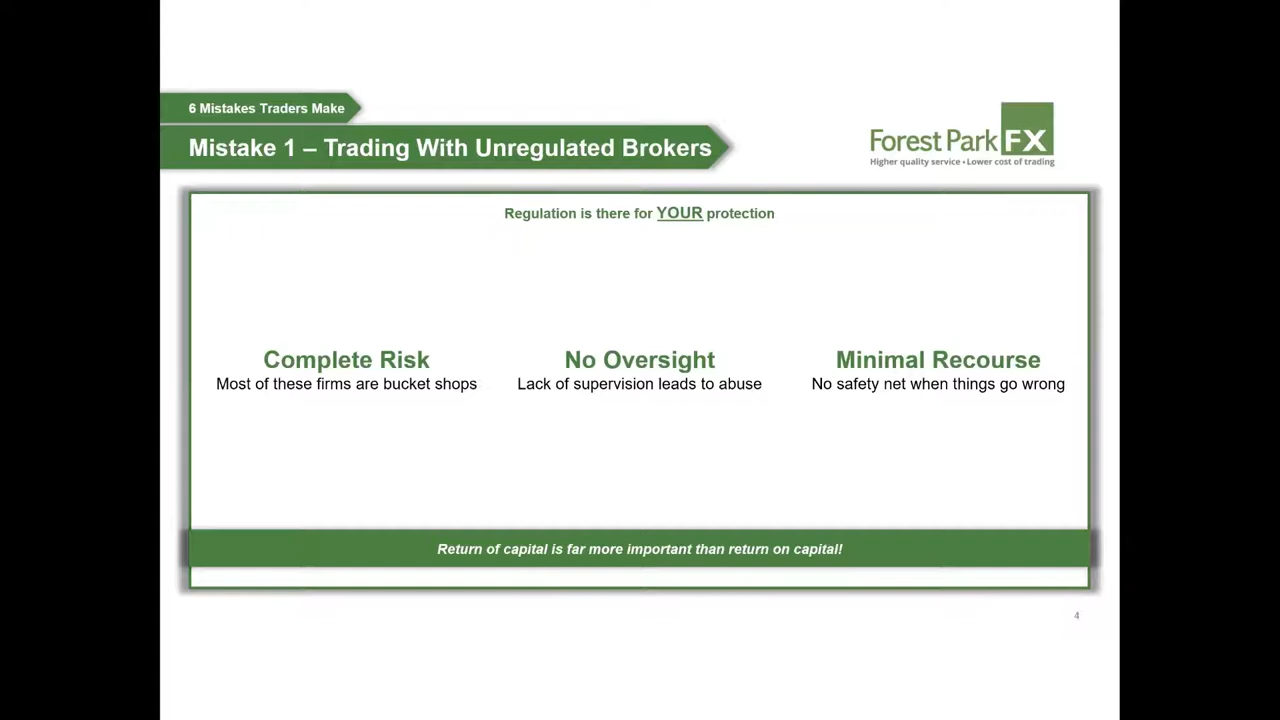 6 Mistakes Traders Make
Mistake 1 – Trading With Unregulated Brokers
Forest Park FX
Higher quality service • Lower cost of trading
Regulation is there for YOUR protection
Complete Risk
Most of these firms are bucket shops
No Oversight
Lack of supervision leads to abuse
Minimal Recourse
No safety net when things go wrong
Return of capital is far more important than return on capital!
4